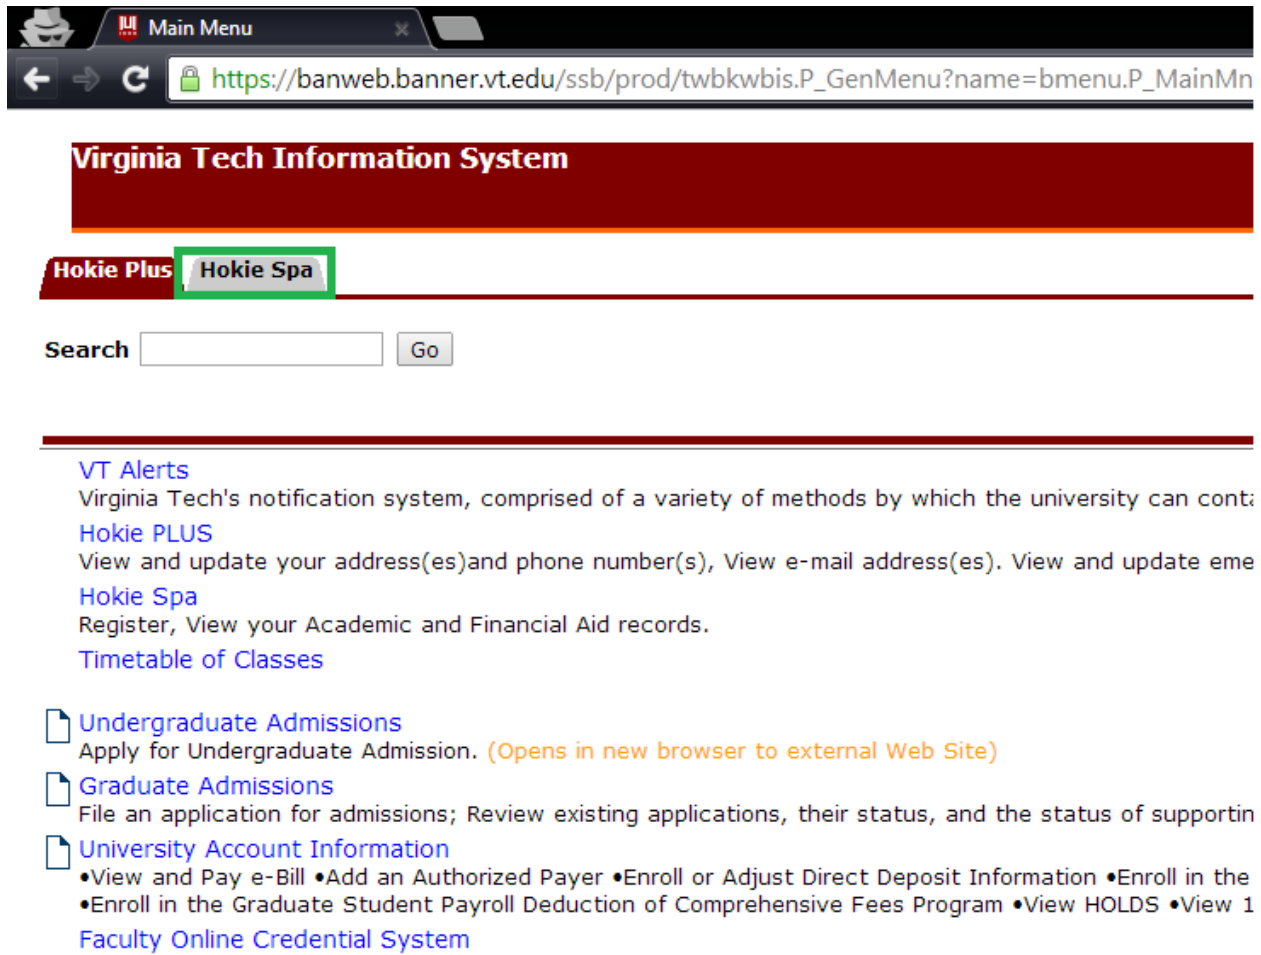 Main Menu
https://banweb.banner.vt.edu/ssb/prod/twbkwbis.P_GenMenu?name=bmenu.P_MainMn
Virginia Tech Information System
Hokie Plus Hokie Spa
Search Go
VT Alerts
Virginia Tech's notification system, comprised of a variety of methods by which the university can conta
Hokie PLUS
View and update your address(es)and phone number(s), View e-mail address(es). View and update eme
Hokie Spa
Register, View your Academic and Financial Aid records.
Timetable of Classes
Undergraduate Admissions
Apply for Undergraduate Admission. (Opens in new browser to external Web Site)
Graduate Admissions
File an application for admissions; Review existing applications, their status, and the status of supportin
University Account Information
•View and Pay e-Bill •Add an Authorized Payer •Enroll or Adjust Direct Deposit Information •Enroll in the
•Enroll in the Graduate Student Payroll Deduction of Comprehensive Fees Program •View HOLDS •View 1
Faculty Online Credential System